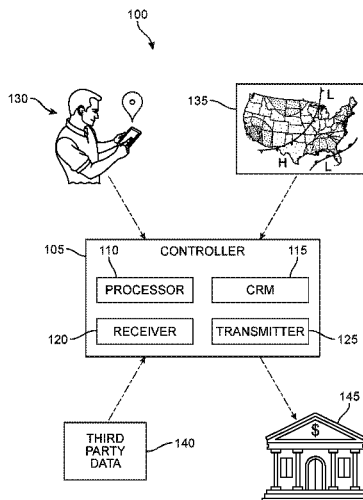 100
130
135
L
H
L
105
CONTROLLER
110
115
PROCESSOR
CRM
120
RECEIVER
TRANSMITTER
125
THIRD
PARTY
DATA
140
145
$